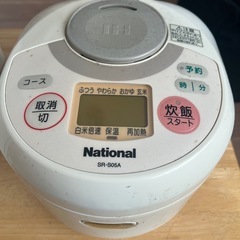 IH
コース
予約
時
分
取消
切
ふつう やわらか おかゆ 玄米
白米倍速 保温 再加熱
炊飯
スタート
National
SR-S05A